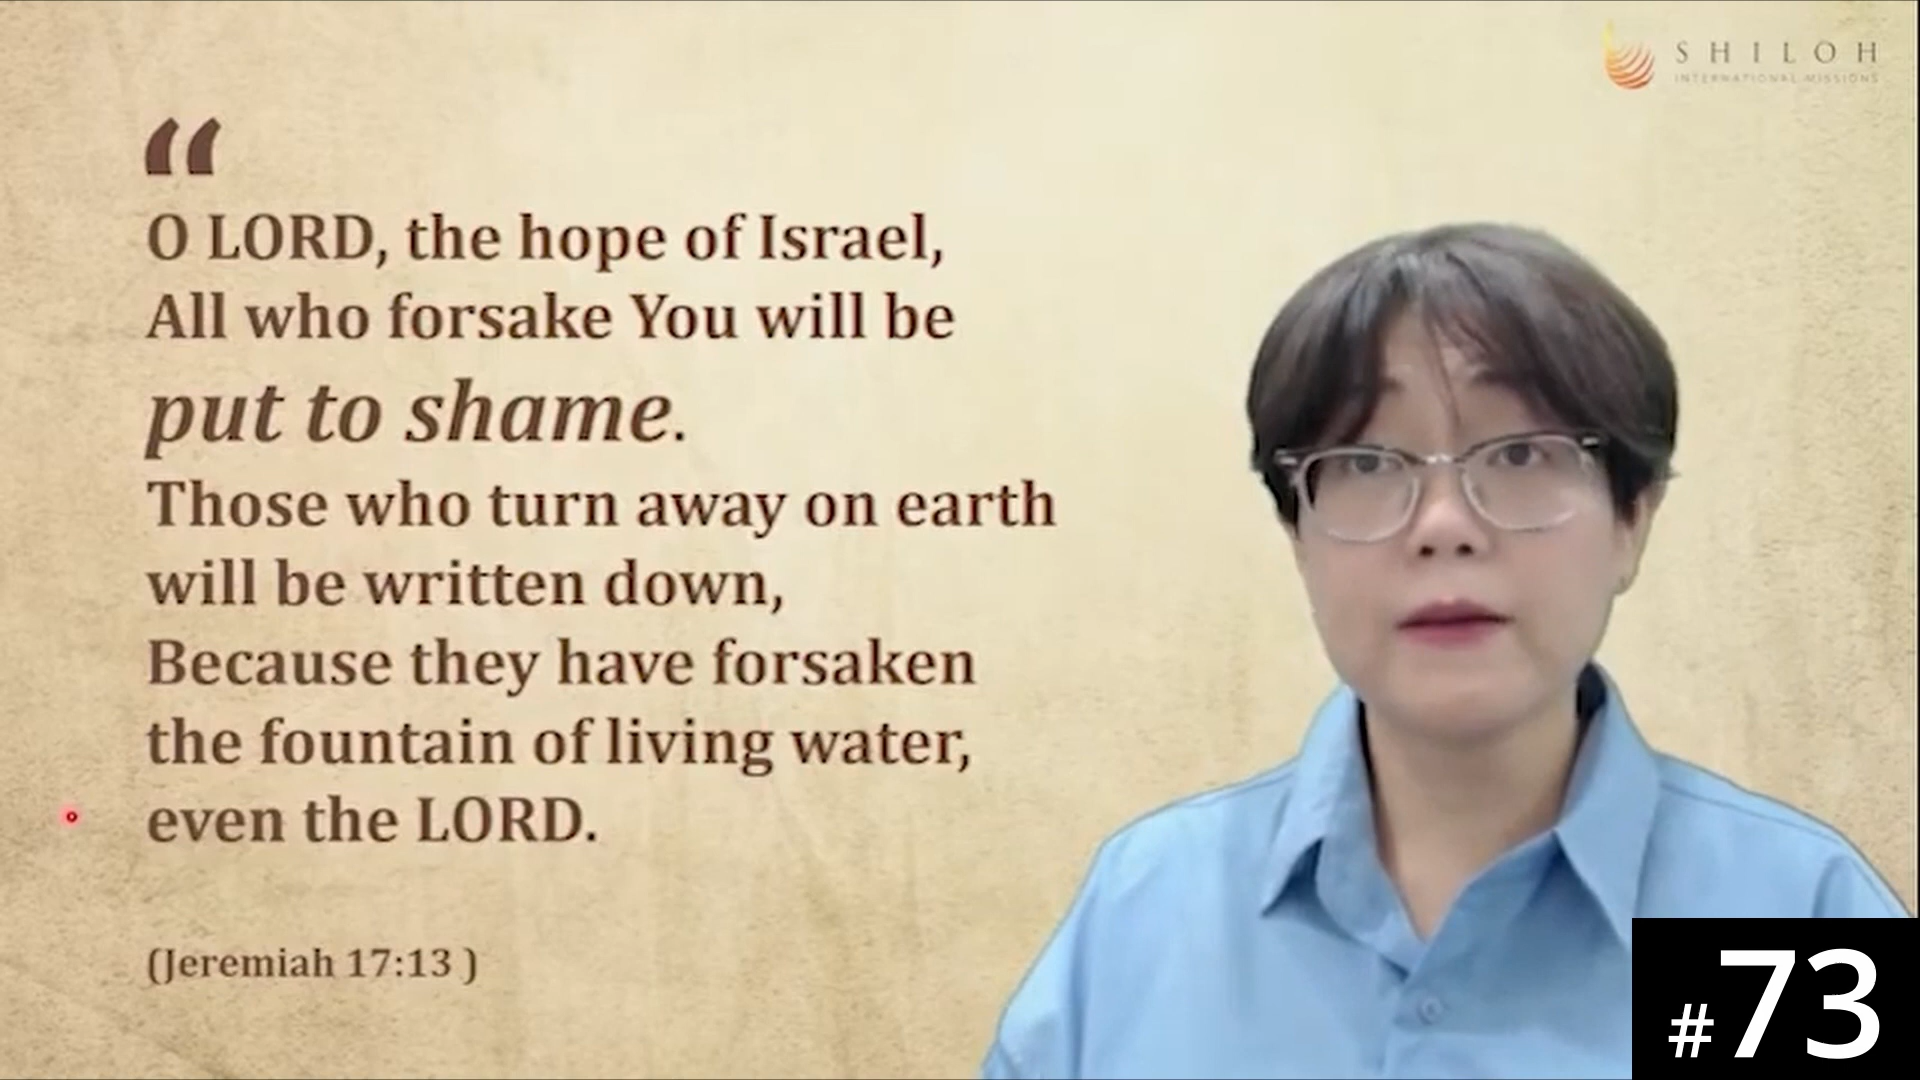 SHILOH
INTERNATIONAL MISSIONS
“
O LORD, the hope of Israel,
All who forsake You will be
put to shame.
Those who turn away on earth
will be written down,
Because they have forsaken
the fountain of living water,
even the LORD.
(Jeremiah 17:13 )
#73